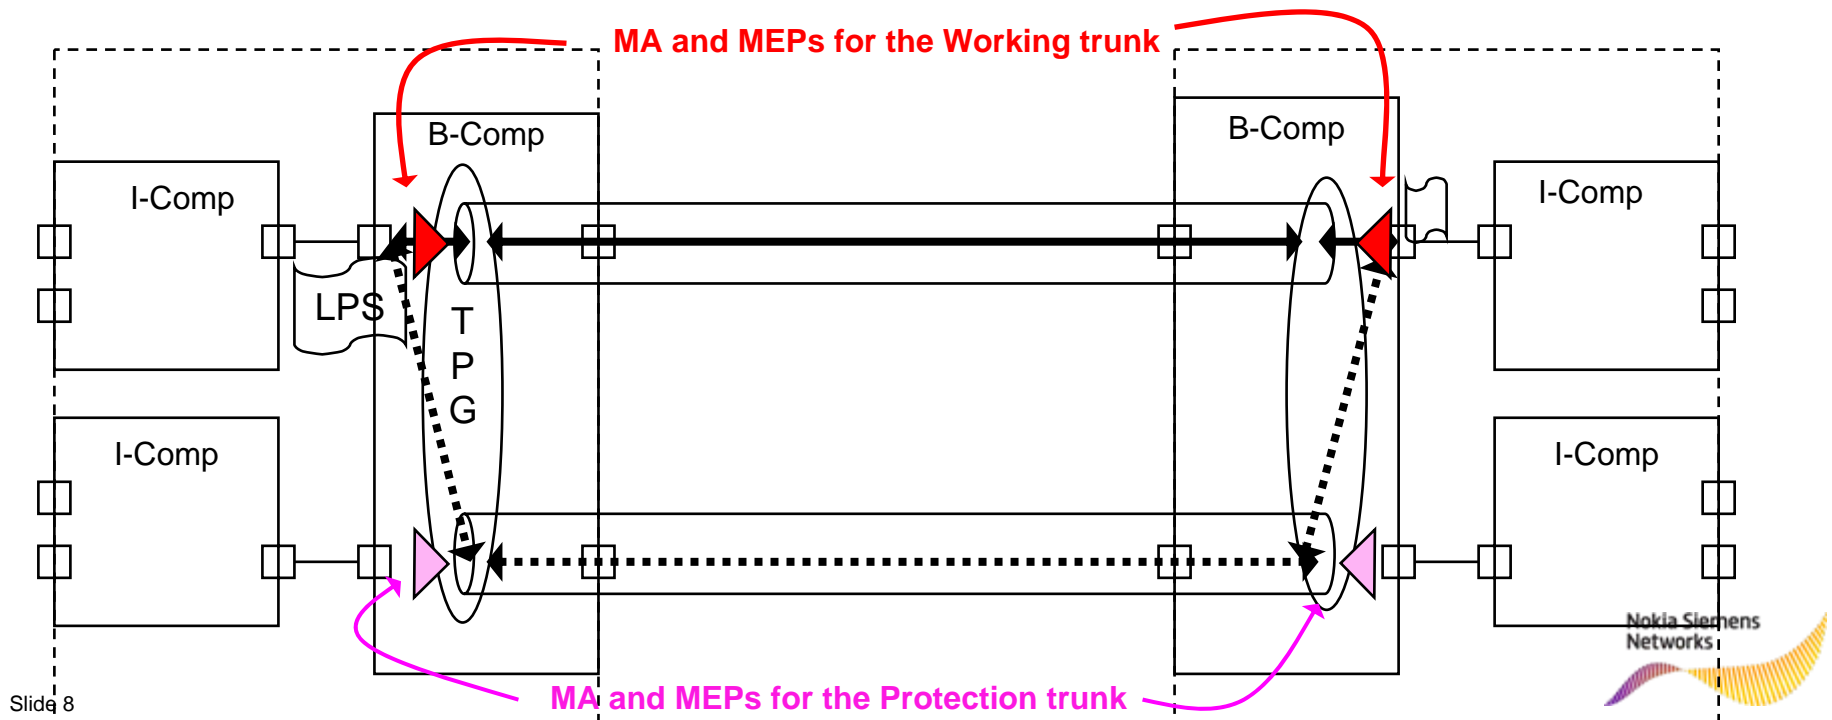 MA and MEPs for the Working trunk
B-Comp
B-Comp
I-Comp
I-Comp
LPS
T
P
G
I-Comp
I-Comp
Nokia Siemens
Networks
MA and MEPs for the Protection trunk
Slide 8